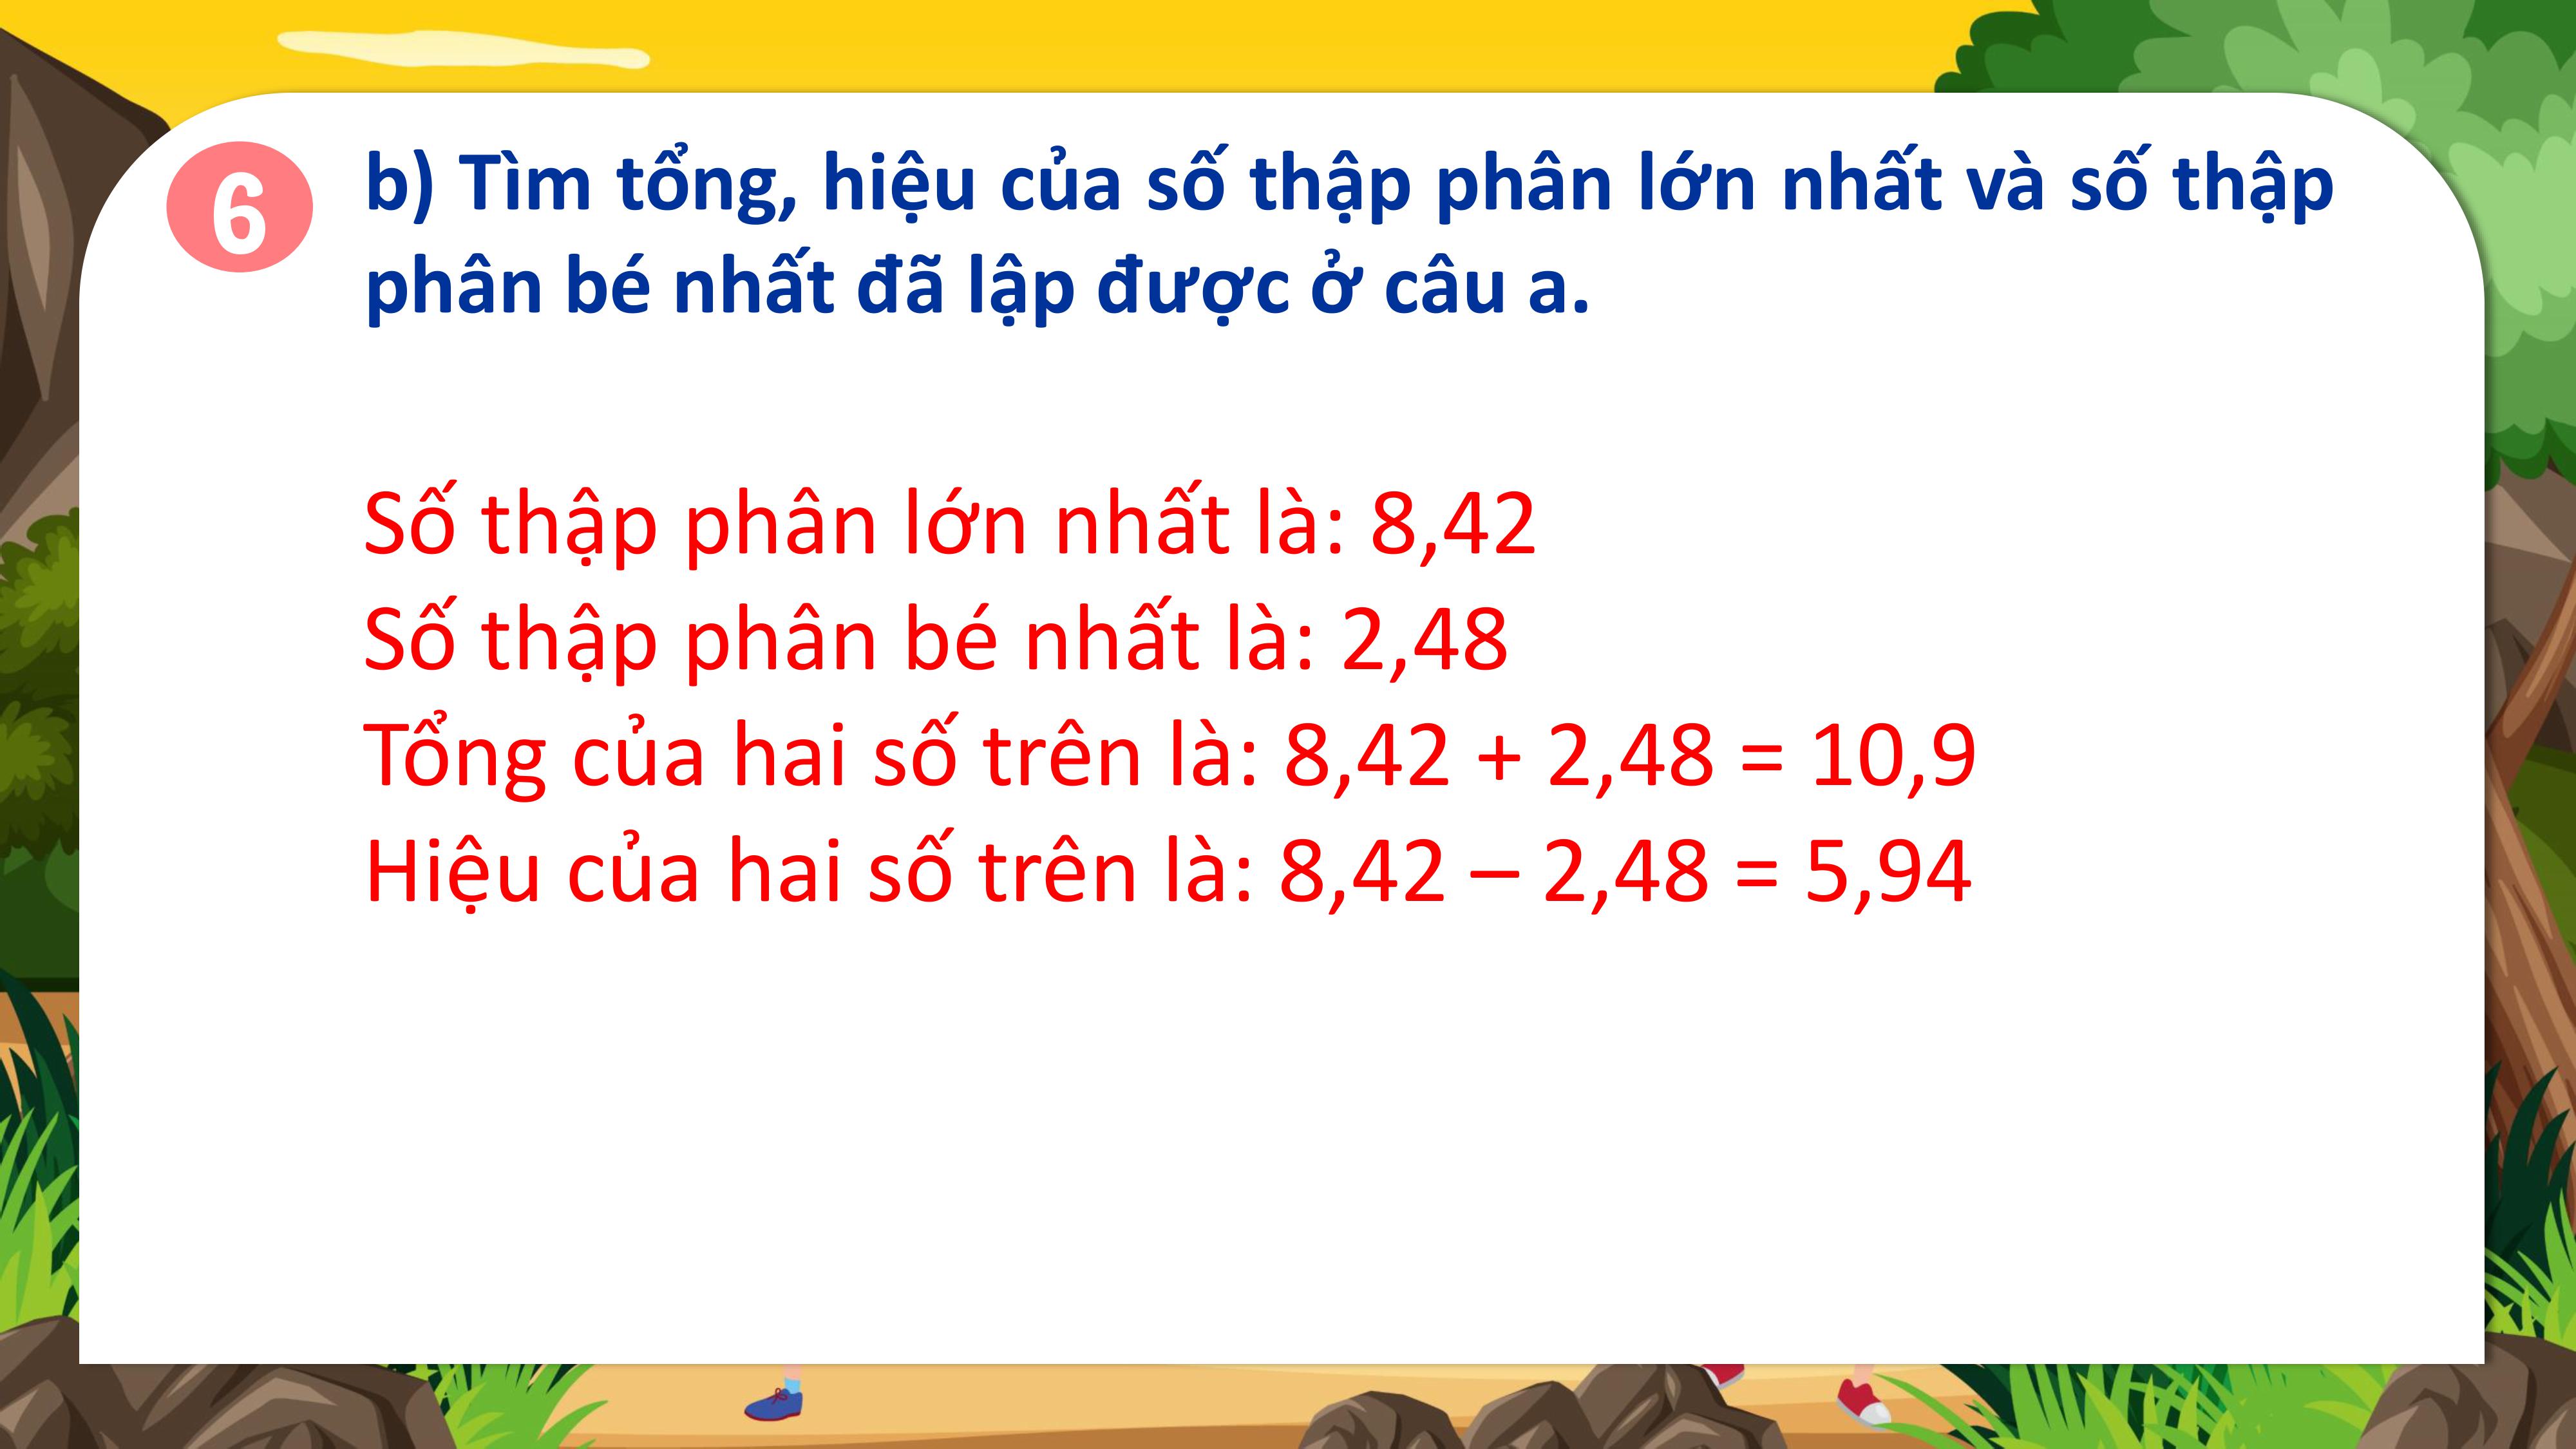 6
b) Tìm tổng, hiệu của số thập phân lớn nhất và số thập
phân bé nhất đã lập được ở câu a.
Số thập phân lớn nhất là: 8,42
Số thập phân bé nhất là: 2,48
Tổng của hai số trên là: 8,42 + 2,48 = 10,9
Hiệu của hai số trên là: 8,42 – 2,48 = 5,94